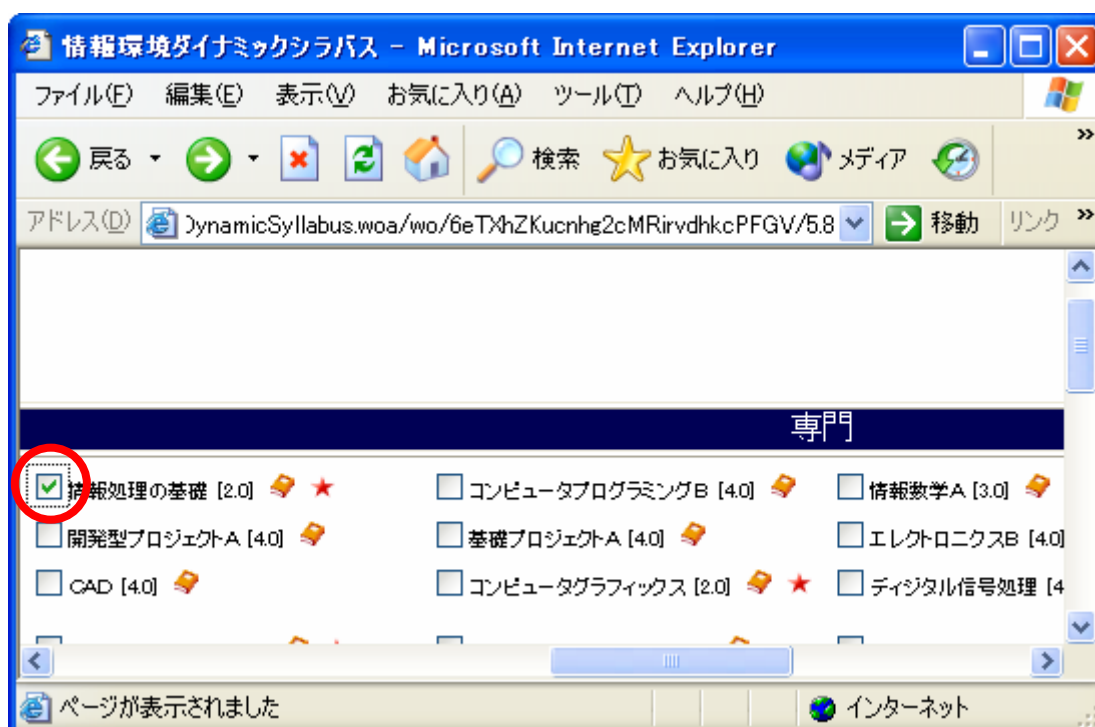 情報環境ダイナミックシラバス - Microsoft Internet Explorer
ファイル(F) 編集(E) 表示(V) お気に入り(A) ツール(T) ヘルプ(H)
戻る 検索 お気に入り メディア »
アドレス(D) DynamicSyllabus.woa/wo/6eTXhZKucnhg2cMRirvdhkcPFGV/5.8 移動 リンク »
専門
情報処理の基礎 [2.0] コンピュータプログラミングB [4.0] 情報数学A [3.0]
開発型プロジェクトA [4.0] 基礎プロジェクトA [4.0] エレクトロニクスB [4.0]
CAD [4.0] コンピュータグラフィックス [2.0] ディジタル信号処理 [4
ページが表示されました インターネット